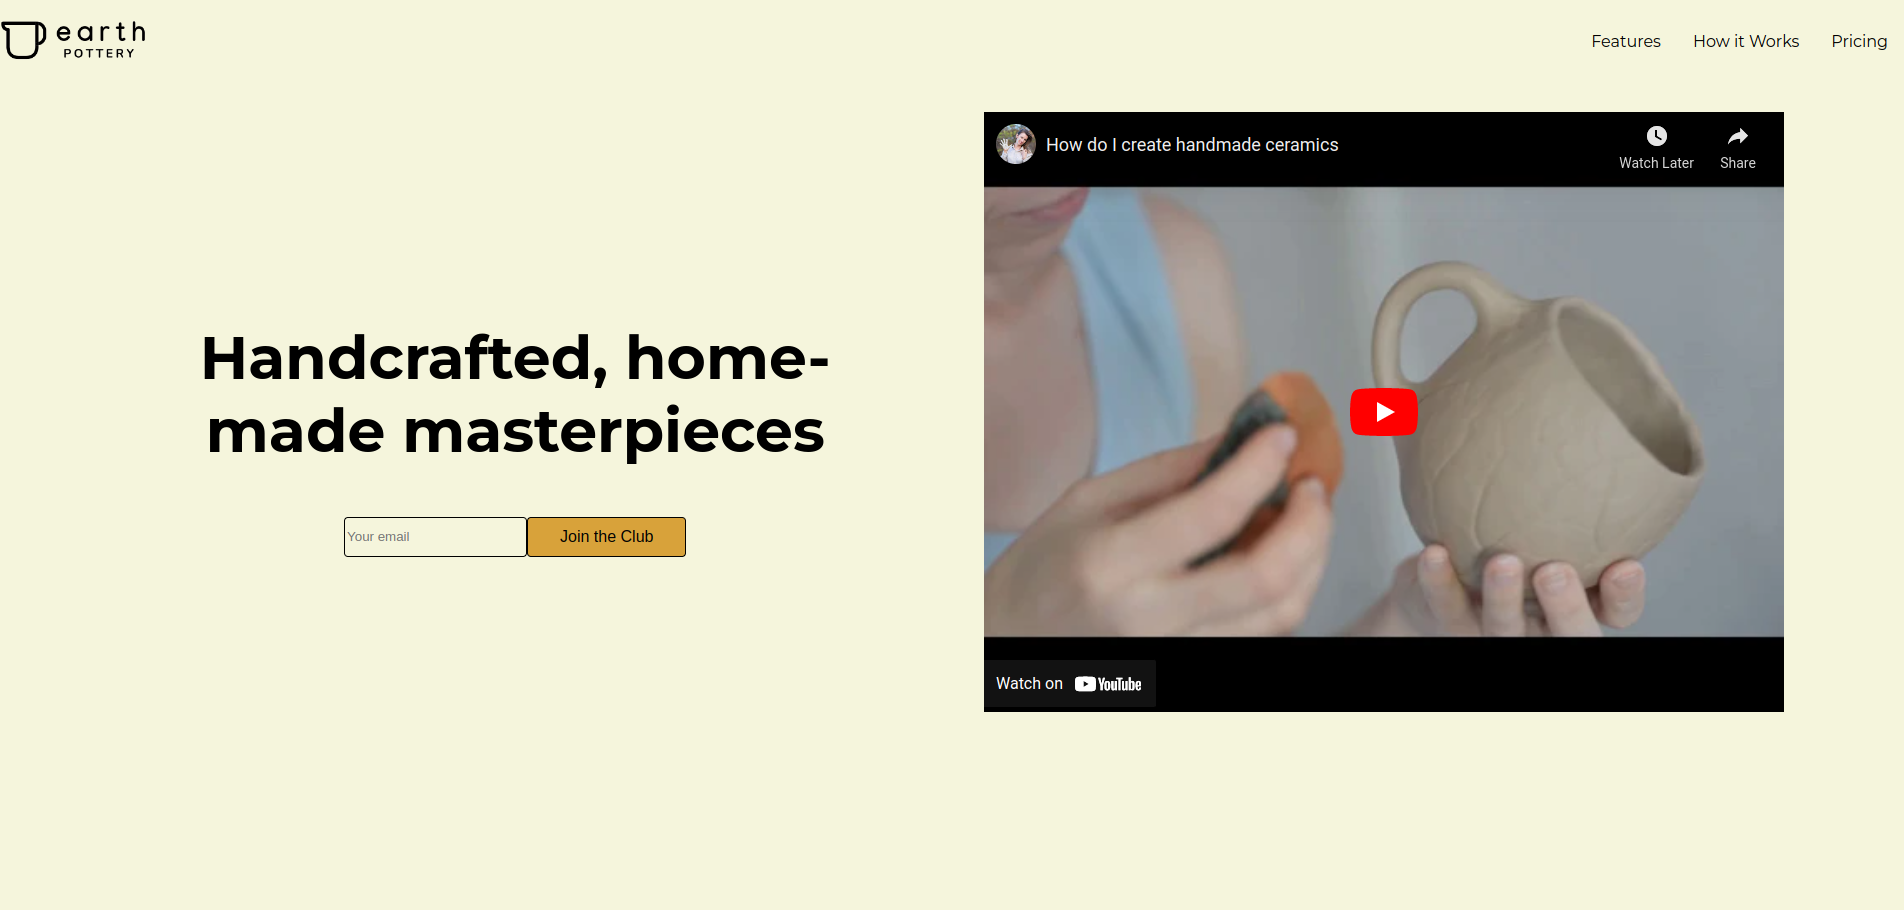 earth
POTTERY
Features
How it Works
Pricing
Handcrafted, home-
made masterpieces
Your email
Join the Club
How do I create handmade ceramics
Watch Later
Share
Watch on YouTube